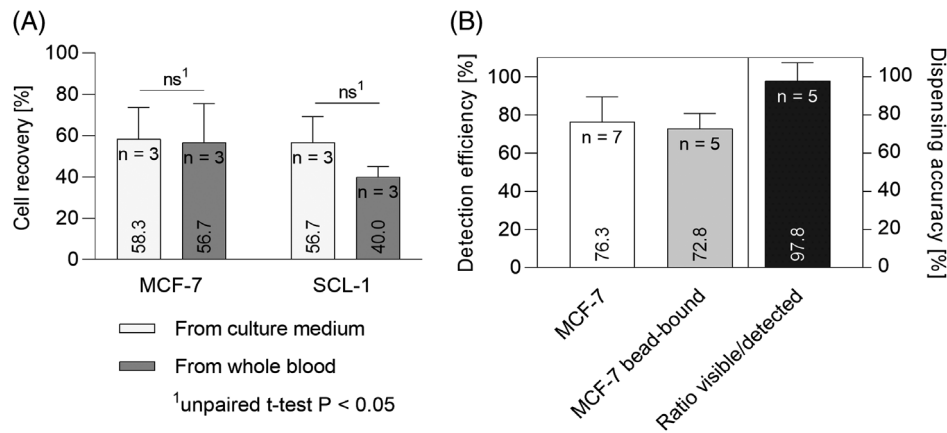 (A)
Cell recovery [%]
100
80
60
40
20
0
ns1
ns1
n = 3
n = 3
n = 3
n = 3
58.3
56.7
56.7
40.0
MCF-7
SCL-1
From culture medium
From whole blood
1unpaired t-test P < 0.05
(B)
Detection efficiency [%]
100
80
60
40
20
0
n = 7
n = 5
n = 5
76.3
72.8
97.8
100
80
60
40
20
0
Dispensing accuracy [%]
MCF-7
MCF-7 bead-bound
Ratio visible/detected